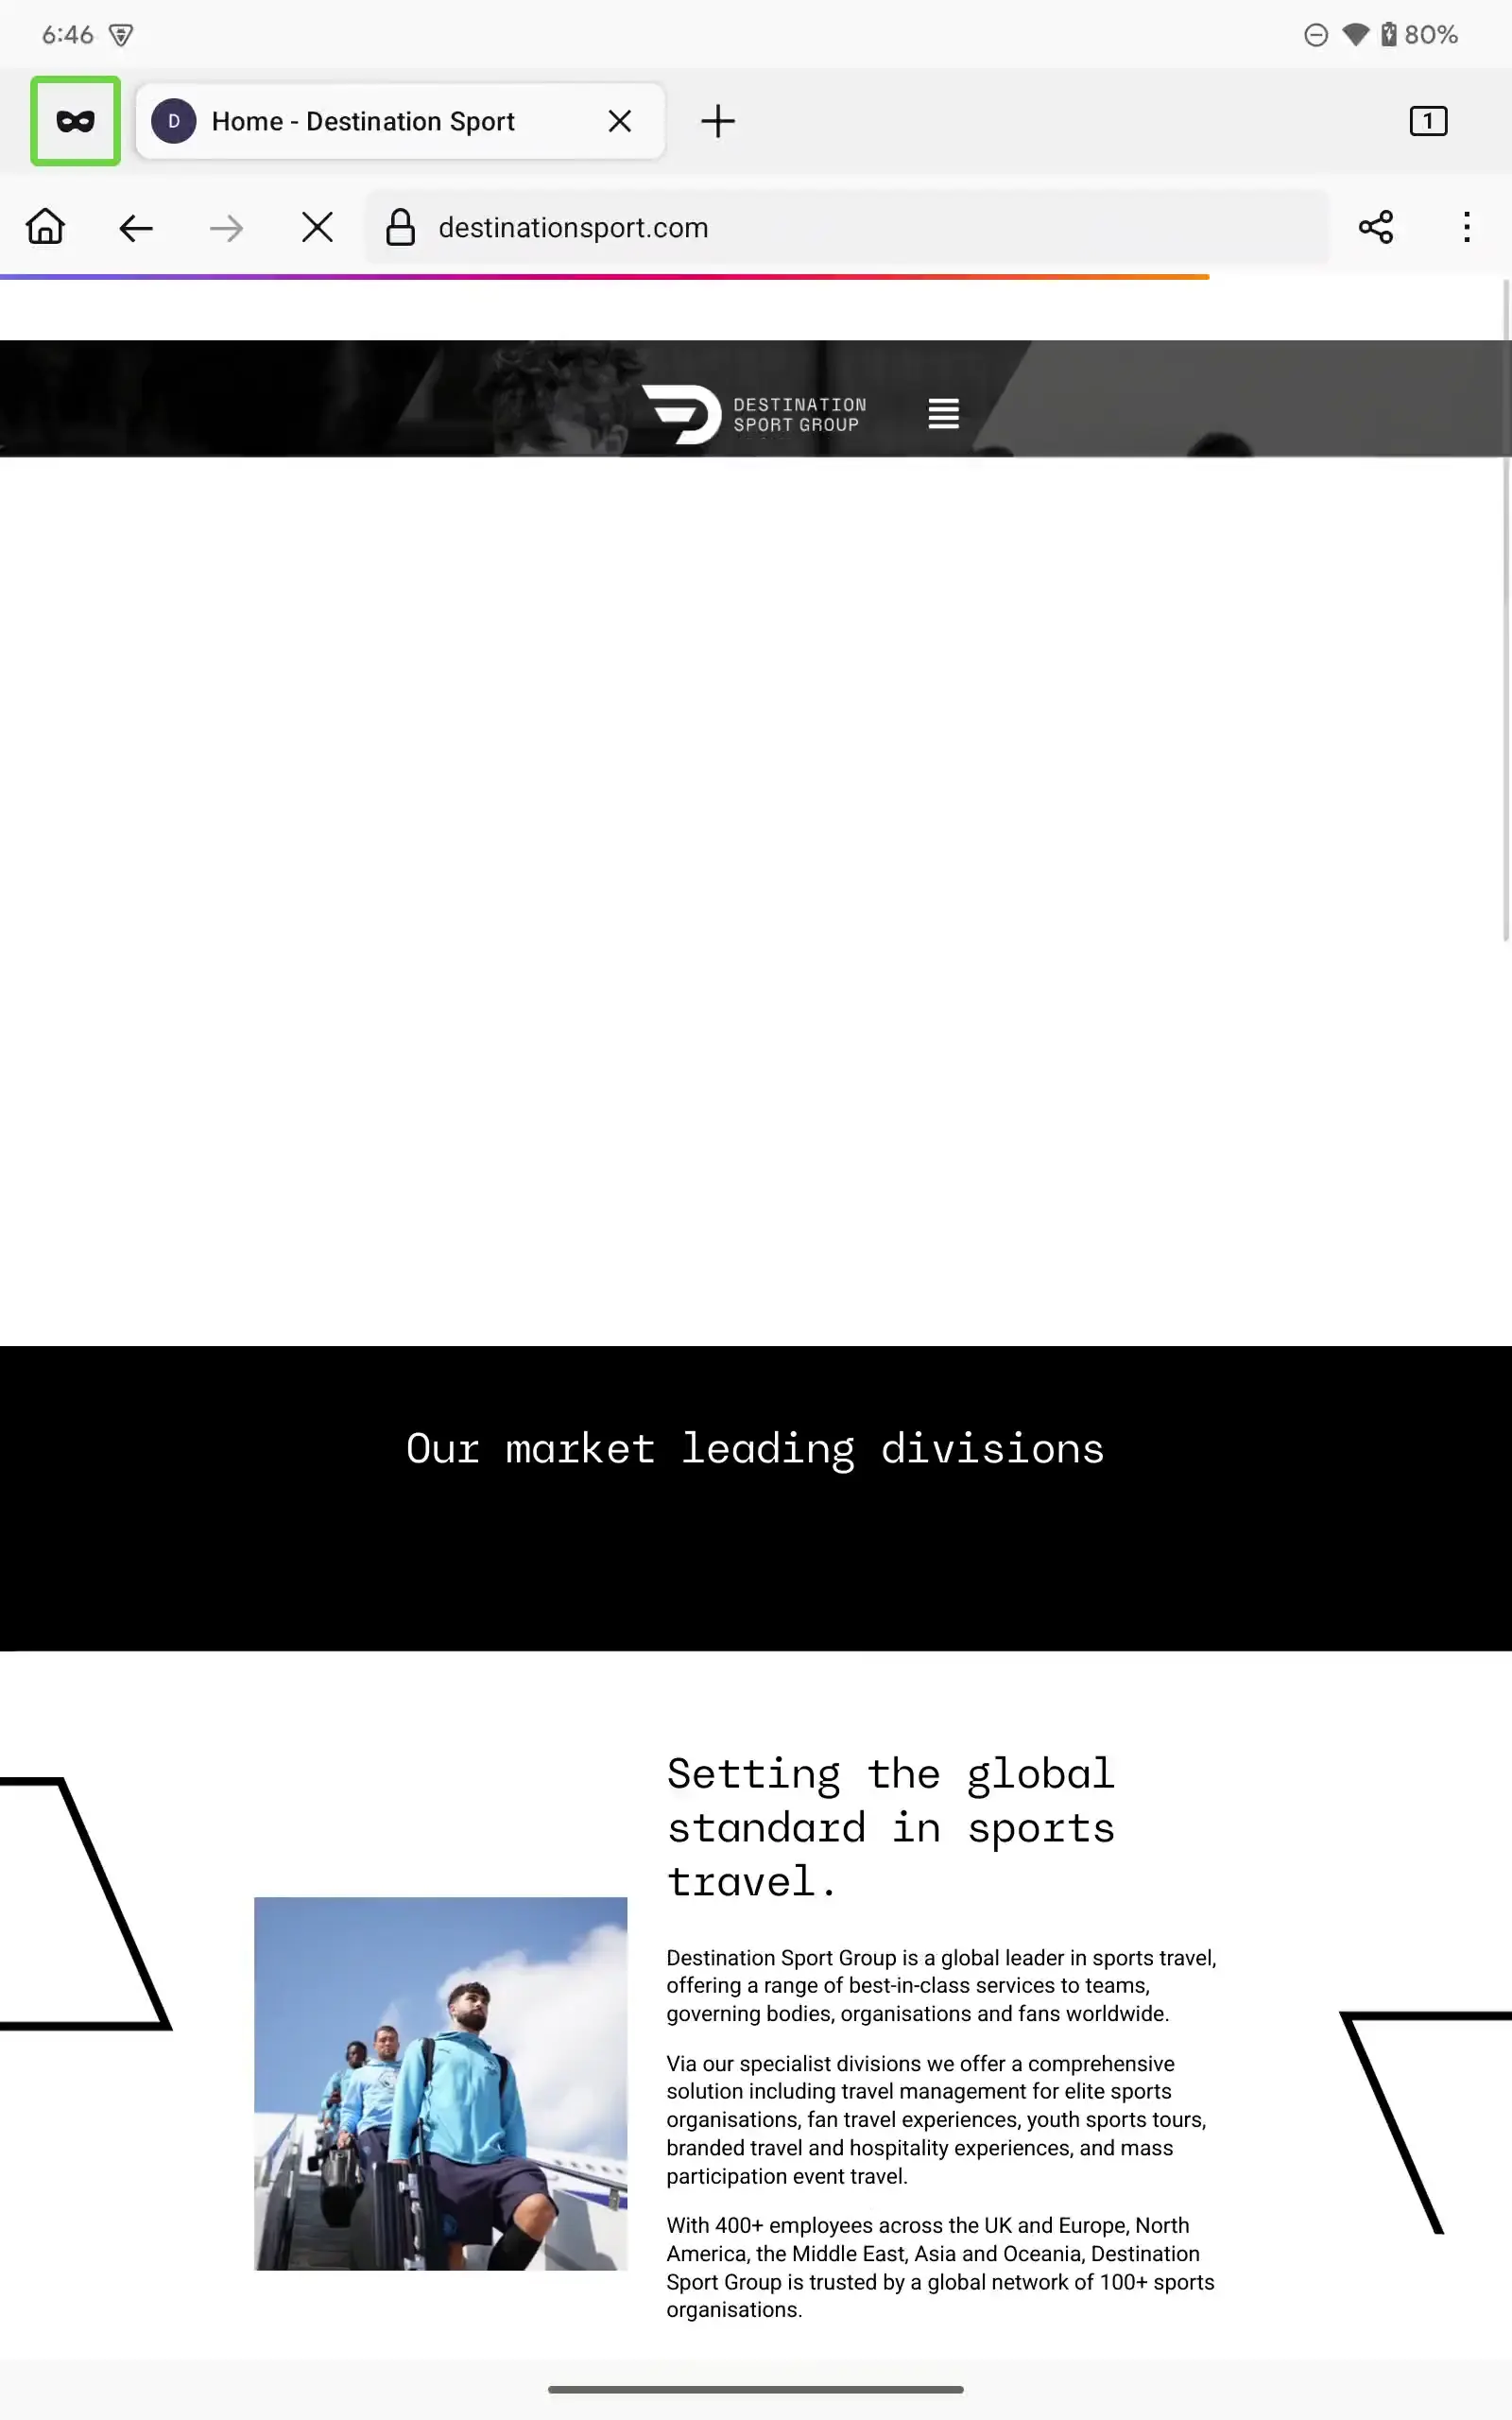 6:46
80%
D
Home - Destination Sport
1
destinationsport.com
DESTINATION
SPORT GROUP
Our market leading divisions
Setting the global
standard in sports
travel.
Destination Sport Group is a global leader in sports travel,
offering a range of best-in-class services to teams,
governing bodies, organisations and fans worldwide.
Via our specialist divisions we offer a comprehensive
solution including travel management for elite sports
organisations, fan travel experiences, youth sports tours,
branded travel and hospitality experiences, and mass
participation event travel.
With 400+ employees across the UK and Europe, North
America, the Middle East, Asia and Oceania, Destination
Sport Group is trusted by a global network of 100+ sports
organisations.